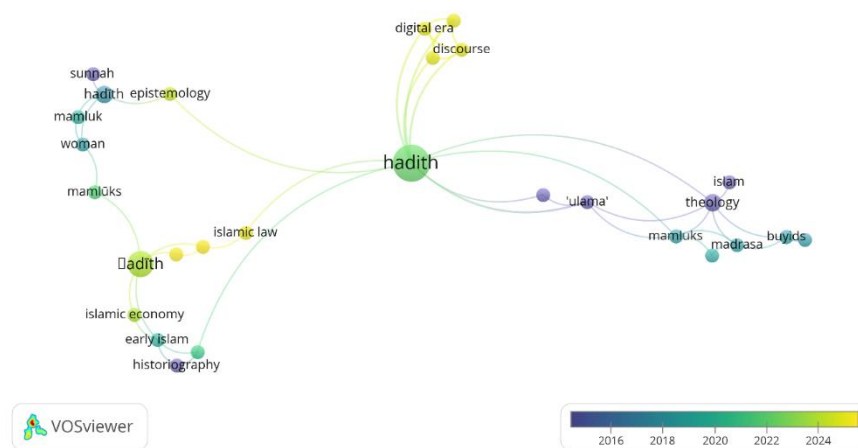 digital era
discourse
sunnah
hadith
epistemology
mamluk
woman
hadith
mamlūks
islam
'ulama'
theology
islamic law
mamluks
madrasa
buyids
▯adīth
islamic economy
early islam
historiography
VOSviewer
2016 2018 2020 2022 2024